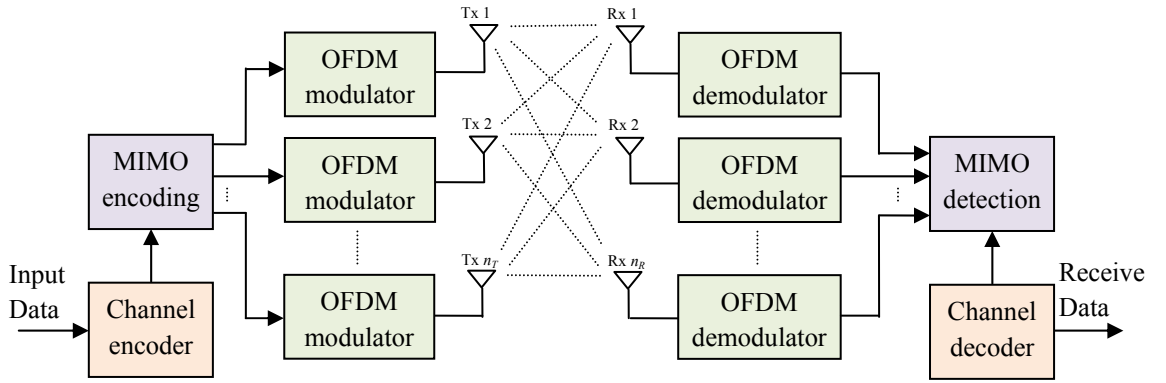 Tx 1
Rx 1
OFDM
modulator
OFDM
demodulator
Tx 2
Rx 2
MIMO
encoding
OFDM
modulator
OFDM
demodulator
MIMO
detection
Tx nT
Rx nR
Input
Data
Channel
encoder
OFDM
modulator
OFDM
demodulator
Channel
decoder
Receive
Data